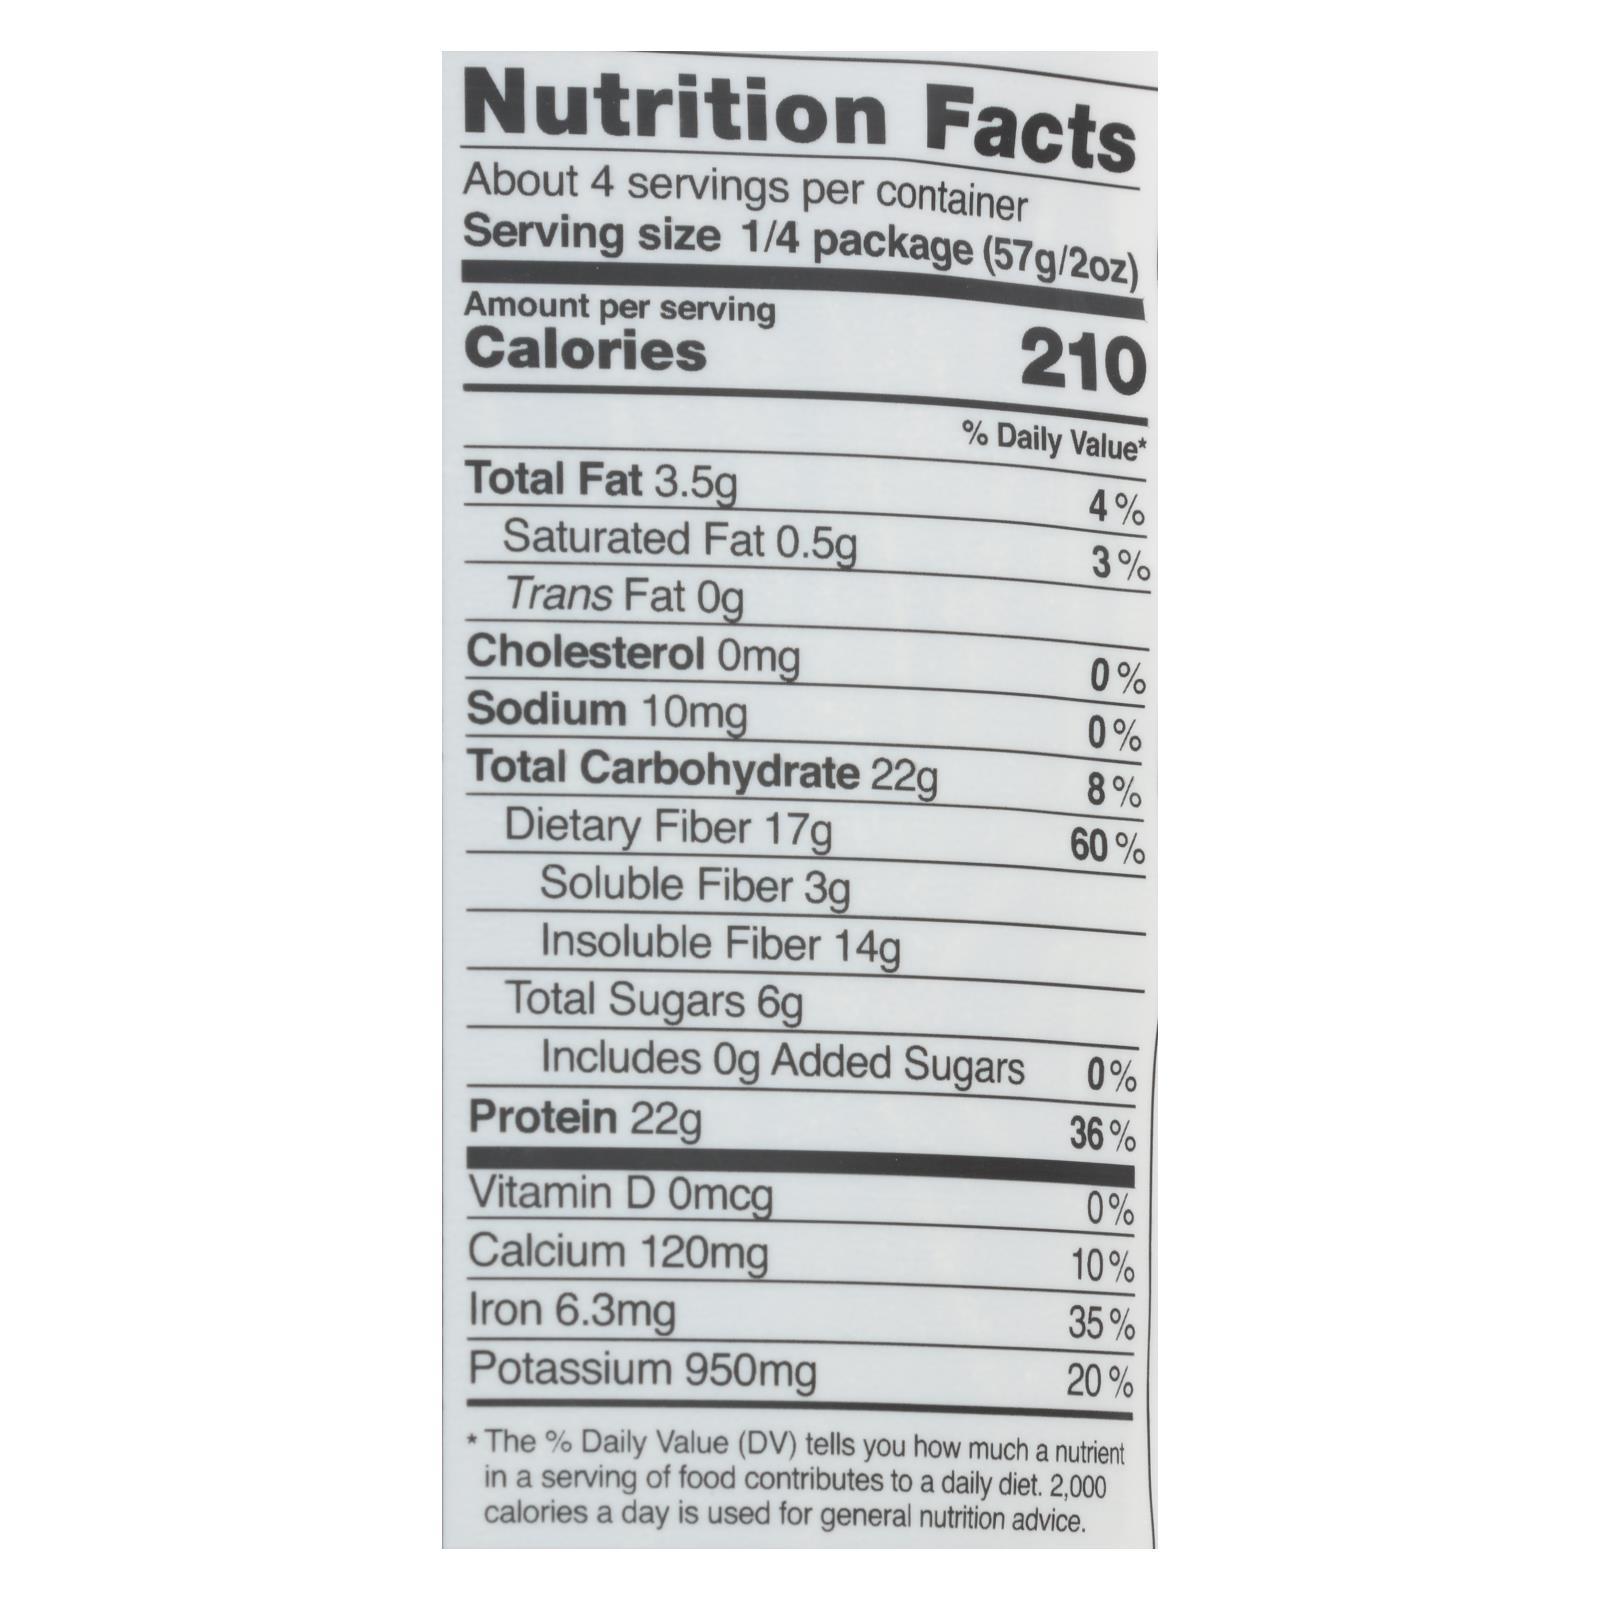 Nutrition Facts
About 4 servings per container
Serving size 1/4 package (57g/2oz)
Amount per serving
Calories 210
% Daily Value*
Total Fat 3.5g 4%
Saturated Fat 0.5g 3%
Trans Fat 0g
Cholesterol 0mg 0%
Sodium 10mg 0%
Total Carbohydrate 22g 8%
Dietary Fiber 17g 60%
Soluble Fiber 3g
Insoluble Fiber 14g
Total Sugars 6g
Includes 0g Added Sugars 0%
Protein 22g 36%
Vitamin D 0mcg 0%
Calcium 120mg 10%
Iron 6.3mg 35%
Potassium 950mg 20%
* The % Daily Value (DV) tells you how much a nutrient
in a serving of food contributes to a daily diet. 2,000
calories a day is used for general nutrition advice.